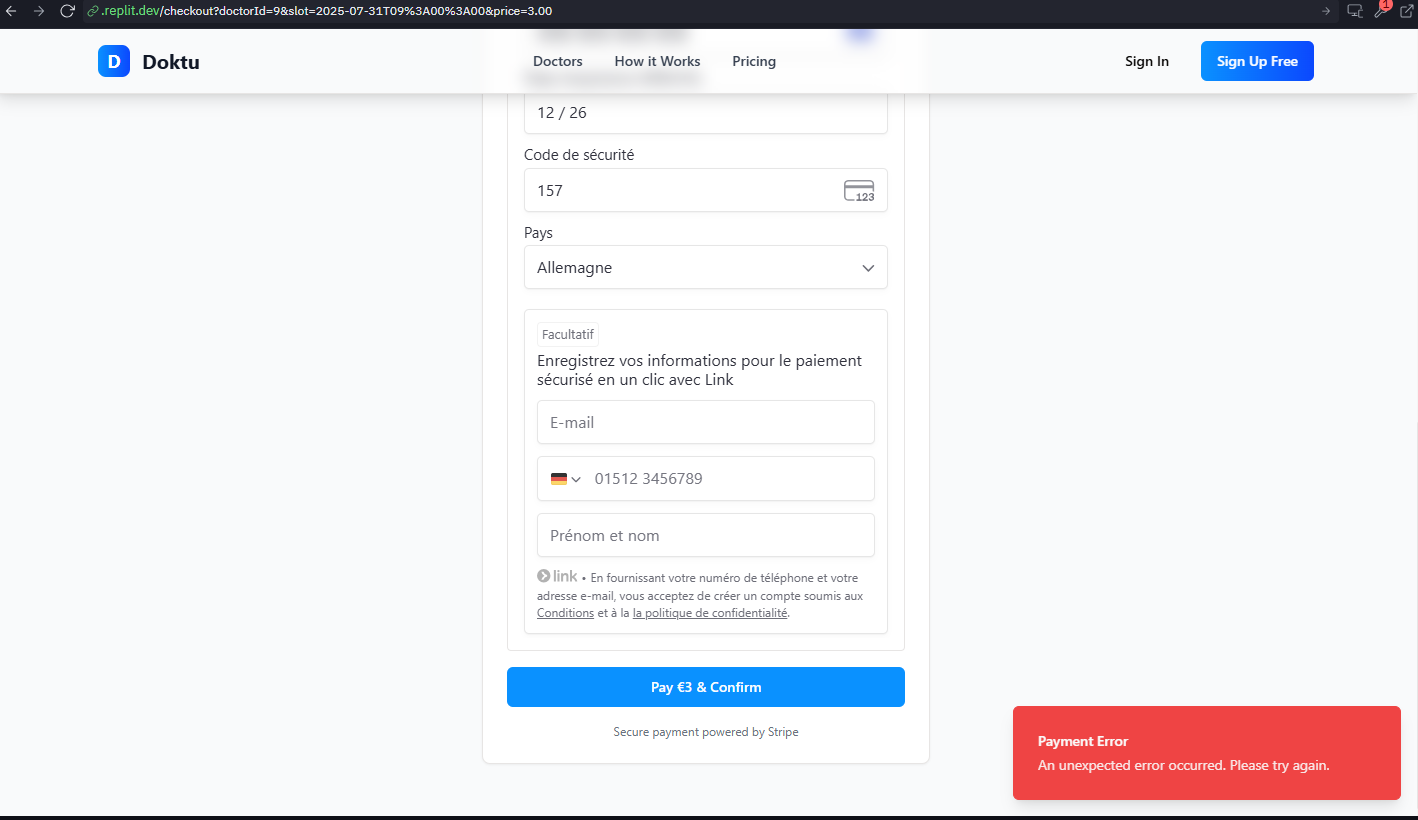 .replit.dev/checkout?doctorId=9&slot=2025-07-31T09%3A00%3A00&price=3.00
1
D Doktu
Doctors
How it Works
Pricing
Sign In
Sign Up Free
12 / 26
Code de sécurité
157
123
Pays
Allemagne
Facultatif
Enregistrez vos informations pour le paiement
sécurisé en un clic avec Link
E-mail
01512 3456789
Prénom et nom
link • En fournissant votre numéro de téléphone et votre
adresse e-mail, vous acceptez de créer un compte soumis aux
Conditions et à la la politique de confidentialité.
Pay €3 & Confirm
Secure payment powered by Stripe
Payment Error
An unexpected error occurred. Please try again.